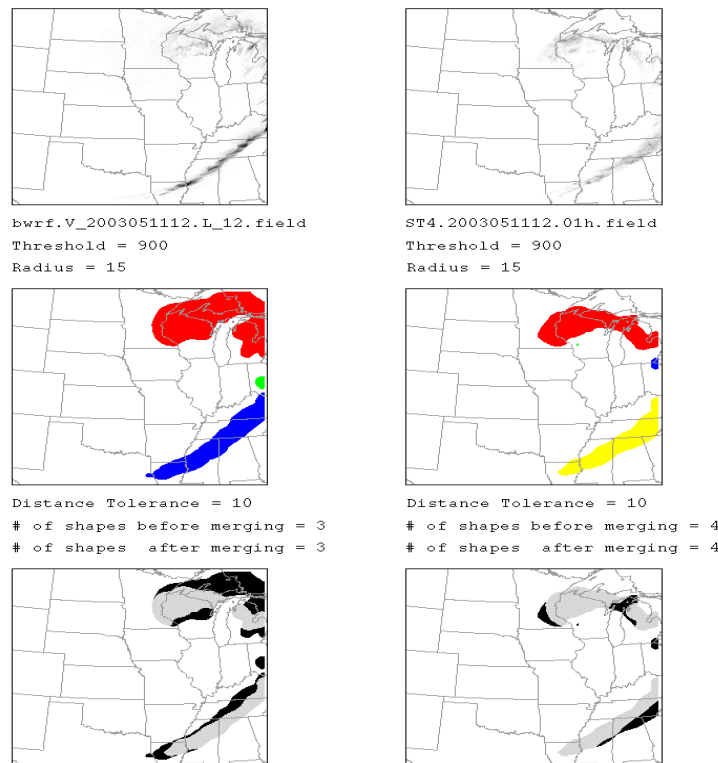 bwrf.V_2003051112.L_12.field
Threshold = 900
Radius = 15
ST4.2003051112.01h.field
Threshold = 900
Radius = 15
Distance Tolerance = 10
# of shapes before merging = 3
# of shapes  after merging = 3
Distance Tolerance = 10
# of shapes before merging = 4
# of shapes  after merging = 4